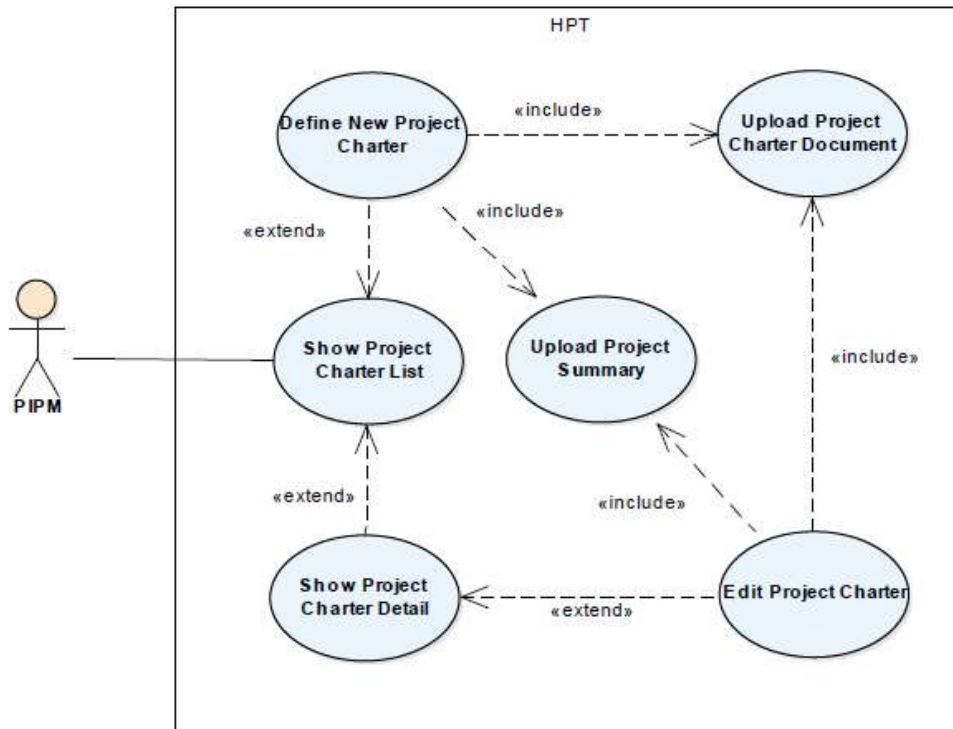 HPT
Define New Project
Charter
«include»
Upload Project
Charter Document
«extend»
«include»
Show Project
Charter List
Upload Project
Summary
«include»
PIPM
«extend»
«include»
Show Project
Charter Detail
«extend»
Edit Project Charter